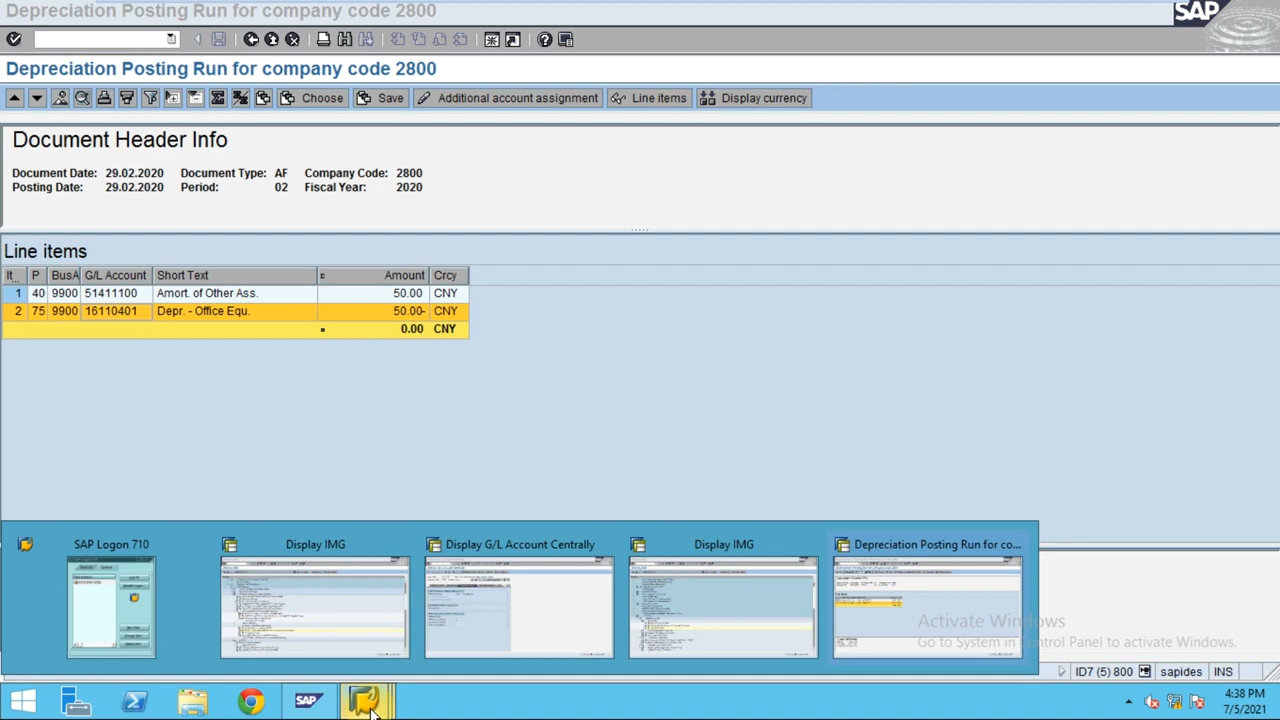 Depreciation Posting Run for company code 2800
SAP
Depreciation Posting Run for company code 2800
Choose Save Additional account assignment Line items Display currency
Document Header Info
Document Date: 29.02.2020 Document Type: AF Company Code: 2800
Posting Date: 29.02.2020 Period: 02 Fiscal Year: 2020
Line items
It... P BusA G/L Account Short Text Amount Crcy
1 40 9900 51411100 Amort. of Other Ass. 50.00 CNY
2 75 9900 16110401 Depr. - Office Equ. 50.00- CNY
0.00 CNY
SAP Logon 710 Display IMG Display G/L Account Centrally Display IMG Depreciation Posting Run for co...
Activate Windows
Go to System in Control Panel to activate Windows.
ID7 (5) 800 sapides INS
SAP
4:38 PM
7/5/2021